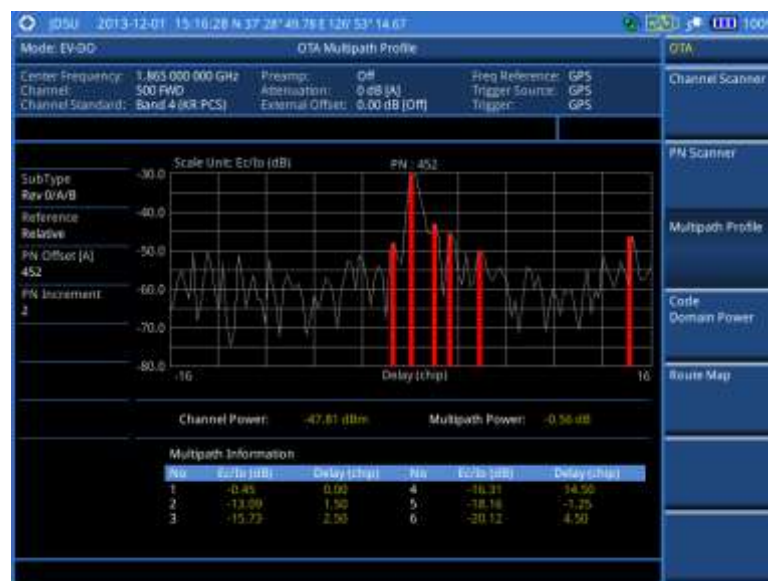 JDSU 2013-12-01 15:16:28 N 37° 28" 49.78 E 126° 53" 14.67 100%
Mode: EV-DO OTA Multipath Profile OTA
Center Frequency: 1.865 000 000 GHz Preamp: Off Freq Reference: GPS
Channel: 500 FWD Attenuation: 0 dB [A] Trigger Source: GPS
Channel Standard: Band 4 (KR PCS) External Offset: 0.00 dB [Off] Trigger: GPS
Channel Scanner
PN Scanner
Multipath Profile
Code
Domain Power
Route Map
Scale Unit: Ec/Io (dB) PN : 452
SubType
Rev 0/A/B
Reference
Relative
PN Offset [A]
452
PN Increment
2
-30.0
-40.0
-50.0
-60.0
-70.0
-80.0
-16 Delay (chip) 16
Channel Power: -47.81 dBm Multipath Power: -0.56 dB
Multipath Information
No Ec/Io (dB) Delay (chip) No Ec/Io (dB) Delay (chip)
1 -0.45 0.00 4 -16.31 14.50
2 -13.09 1.50 5 -18.16 -1.25
3 -15.73 2.50 6 -20.12 4.50